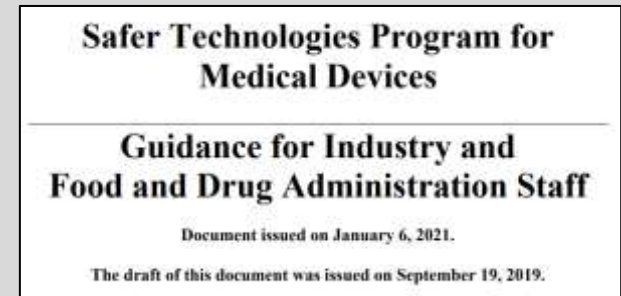 Safer Technologies Program for
Medical Devices
Guidance for Industry and
Food and Drug Administration Staff
Document issued on January 6, 2021.
The draft of this document was issued on September 19, 2019.